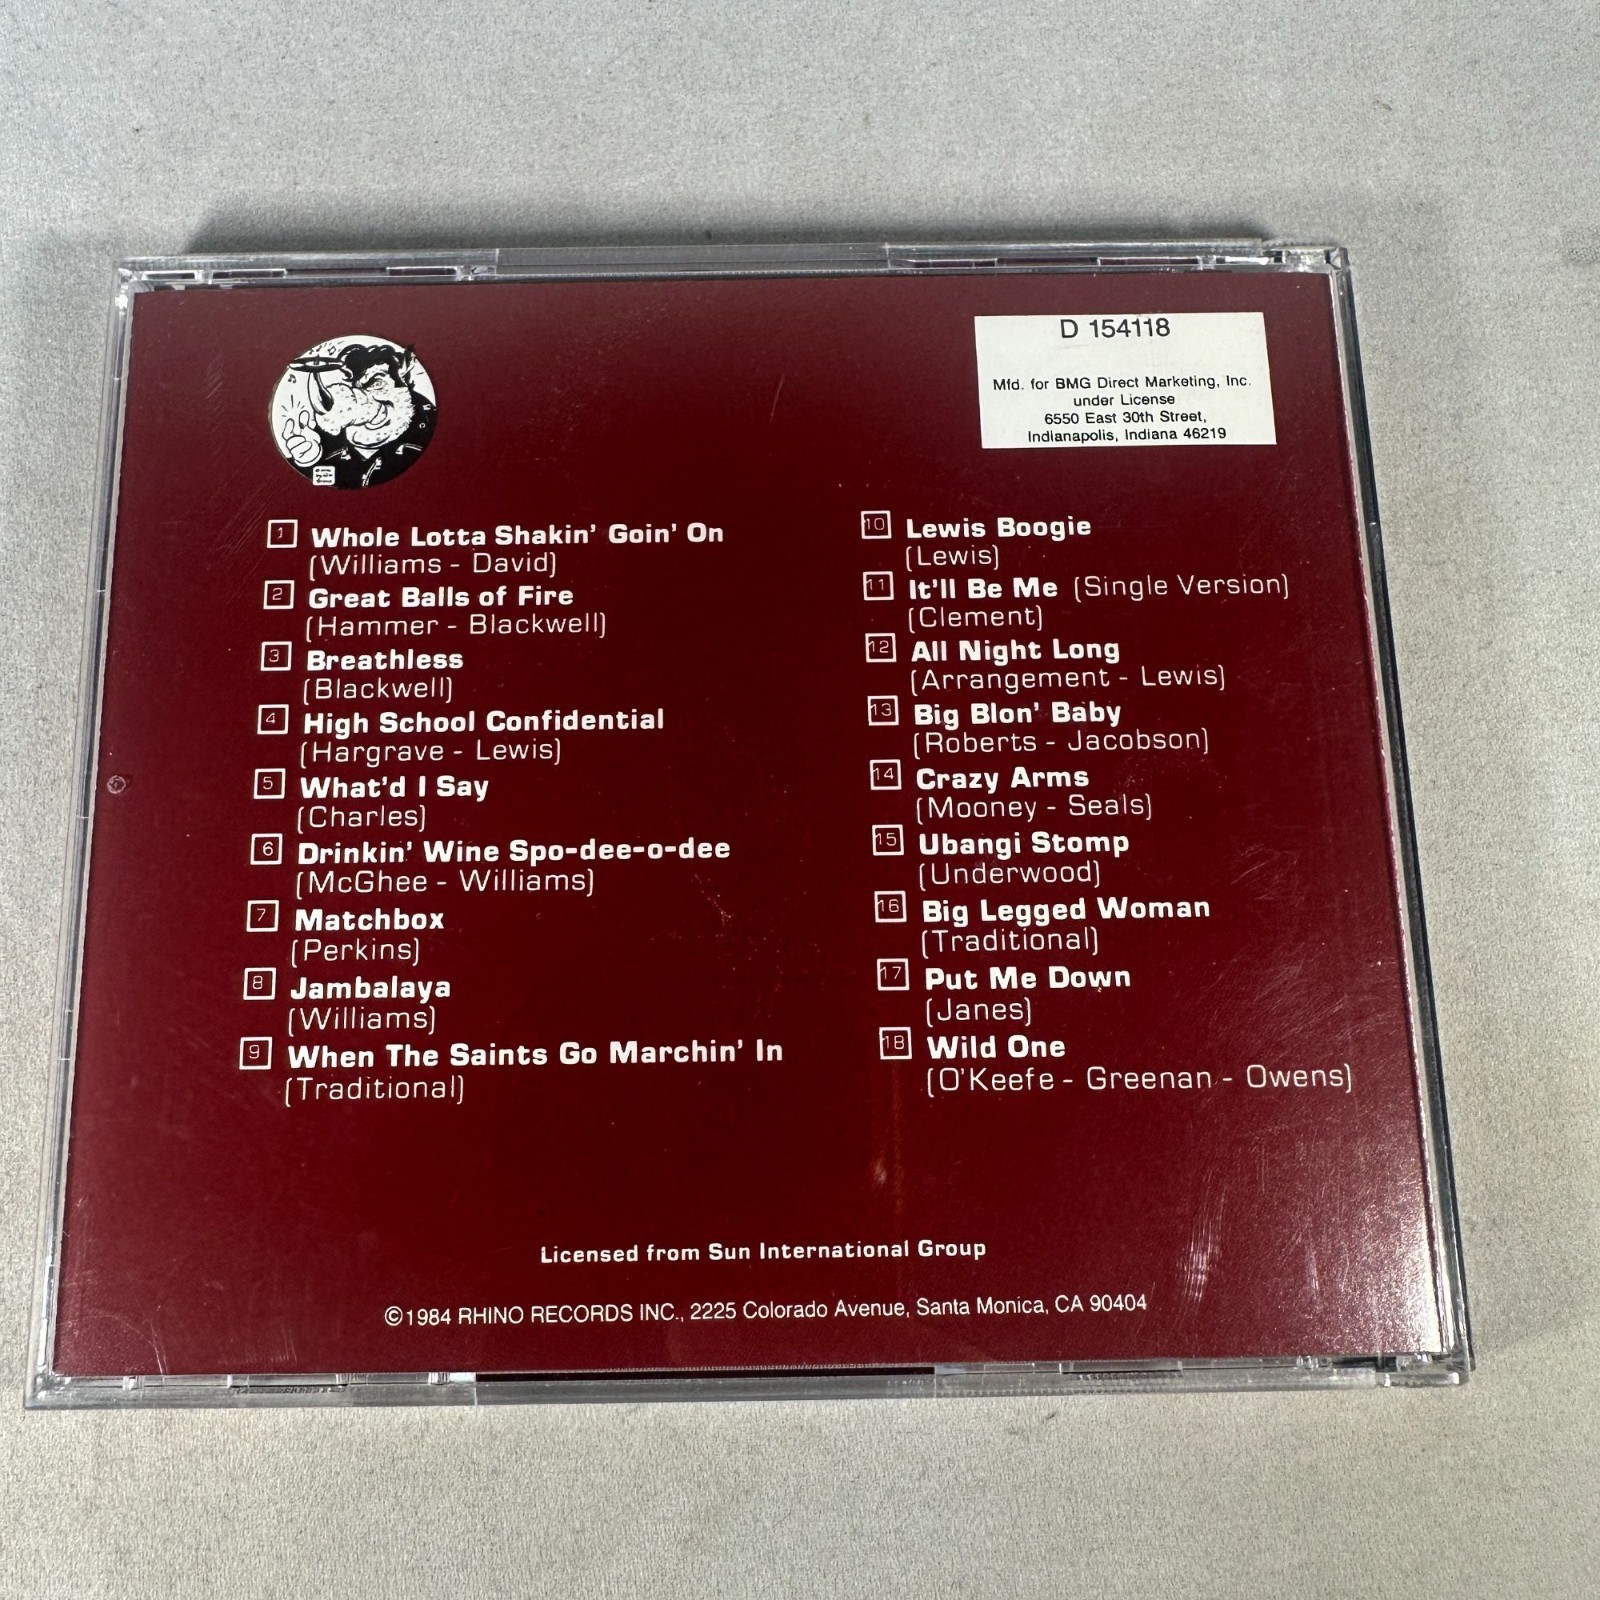 D 154118
Mfd. for BMG Direct Marketing, Inc.
under License
6550 East 30th Street,
Indianapolis, Indiana 46219
1 Whole Lotta Shakin' Goin' On
(Williams - David)
2 Great Balls of Fire
(Hammer - Blackwell)
3 Breathless
(Blackwell)
4 High School Confidential
(Hargrave - Lewis)
5 What'd I Say
(Charles)
6 Drinkin' Wine Spo-dee-o-dee
(McGhee - Williams)
7 Matchbox
(Perkins)
8 Jambalaya
(Williams)
9 When The Saints Go Marchin' In
(Traditional)
10 Lewis Boogie
(Lewis)
11 It'll Be Me (Single Version)
(Clement)
12 All Night Long
(Arrangement - Lewis)
13 Big Blon' Baby
(Roberts - Jacobson)
14 Crazy Arms
(Mooney - Seals)
15 Ubangi Stomp
(Underwood)
16 Big Legged Woman
(Traditional)
17 Put Me Down
(Janes)
18 Wild One
(O'Keefe - Greenan - Owens)
Licensed from Sun International Group
©1984 RHINO RECORDS INC., 2225 Colorado Avenue, Santa Monica, CA 90404